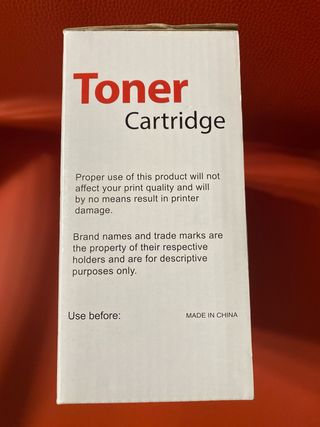 Toner
Cartridge
Proper use of this product will not
affect your print quality and will
by no means result in printer
damage.
Brand names and trade marks are
the property of their respective
holders and are for descriptive
purposes only.
Use before:
MADE IN CHINA